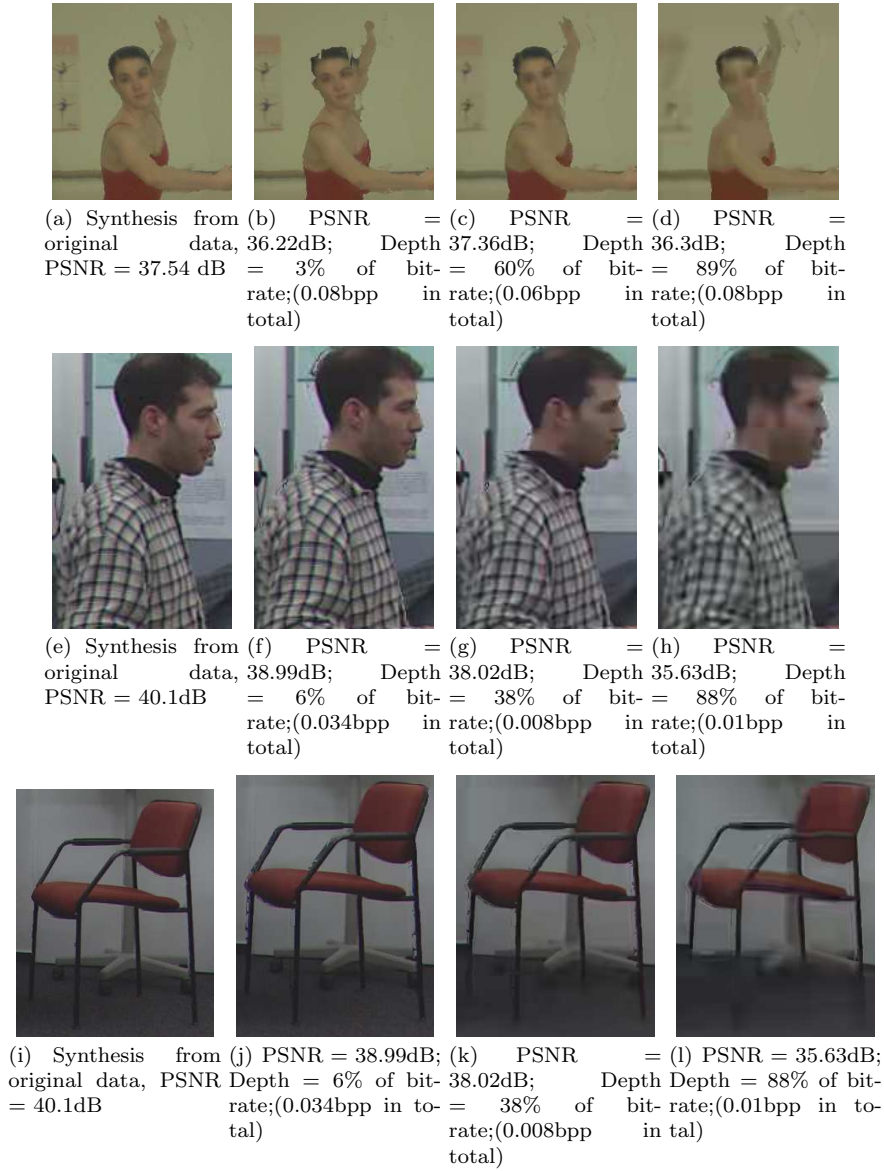 (a) Synthesis from
original data,
PSNR = 37.54 dB
(b) PSNR =
36.22dB; Depth
= 3% of bit-
rate;(0.08bpp in
total)
(c) PSNR =
37.36dB; Depth
= 60% of bit-
rate;(0.06bpp in
total)
(d) PSNR =
36.3dB; Depth
= 89% of bit-
rate;(0.08bpp in
total)
(e) Synthesis from
original data,
PSNR = 40.1dB
(f) PSNR =
38.99dB; Depth
= 6% of bit-
rate;(0.034bpp in
total)
(g) PSNR =
38.02dB; Depth
= 38% of bit-
rate;(0.008bpp in
total)
(h) PSNR =
35.63dB; Depth
= 88% of bit-
rate;(0.01bpp in
total)
(i) Synthesis from
original data, PSNR
= 40.1dB
(j) PSNR = 38.99dB;
Depth = 6% of bit-
rate;(0.034bpp in to-
tal)
(k) PSNR =
38.02dB; Depth
= 38% of bit-
rate;(0.008bpp in
total)
(l) PSNR = 35.63dB;
Depth = 88% of bit-
rate;(0.01bpp in to-
tal)